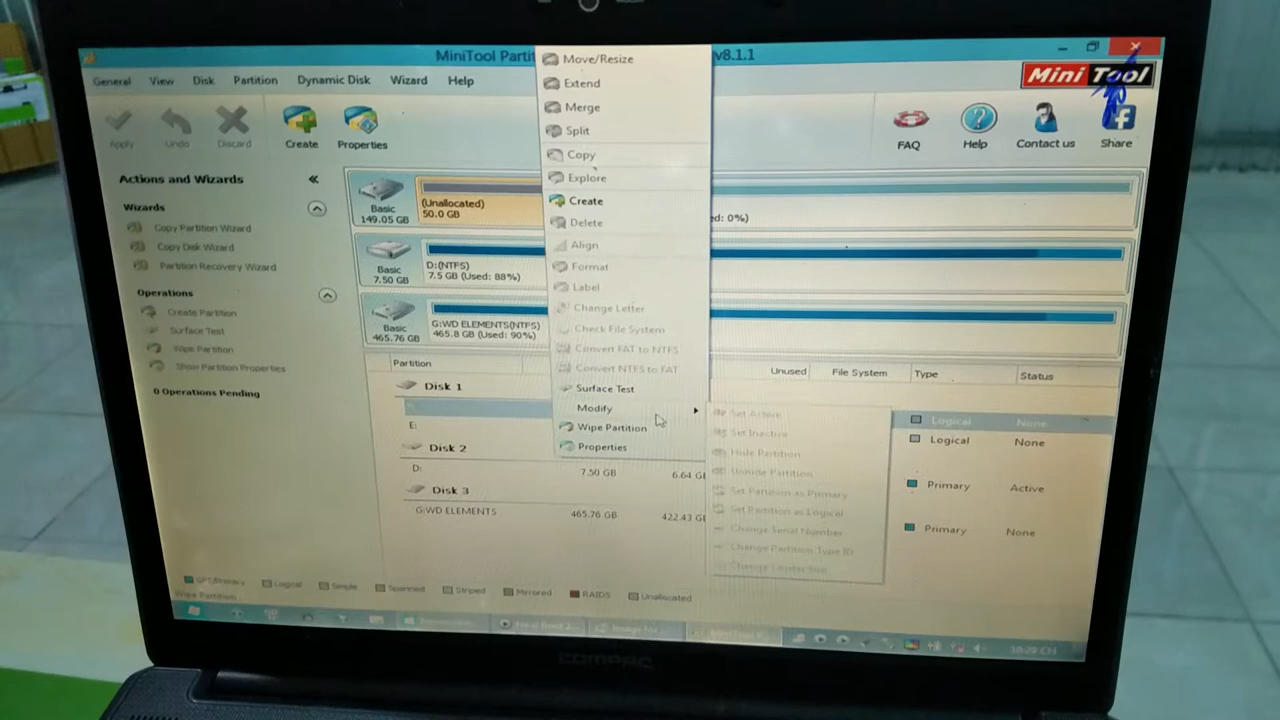 MiniTool Partit
v8.1.1
General View Disk Partition Dynamic Disk Wizard Help
Mini Tool
Apply Undo Discard Create Properties
FAQ Help Contact us Share
Actions and Wizards
Wizards
Copy Partition Wizard
Copy Disk Wizard
Partition Recovery Wizard
Operations
Create Partition
Surface Test
Wipe Partition
Show Partition Properties
0 Operations Pending
Basic
149.05 GB
(Unallocated)
50.0 GB
ed: 0%)
Basic
7.50 GB
D:(NTFS)
7.5 GB (Used: 88%)
Basic
465.76 GB
G:WD ELEMENTS(NTFS)
465.8 GB (Used: 90%)
Move/Resize
Extend
Merge
Split
Copy
Explore
Create
Delete
Align
Format
Label
Change Letter
Check File System
Convert FAT to NTFS
Convert NTFS to FAT
Surface Test
Modify
Wipe Partition
Properties
Set Active
Set Inactive
Hide Partition
Unhide Partition
Set Partition as Primary
Set Partition as Logical
Change Serial Number
Change Partition Type ID
Partition Unused File System Type Status
Disk 1
Logical None
E: Logical None
Disk 2
D: 7.50 GB 6.64 GB Primary Active
Disk 3
G:WD ELEMENTS 465.76 GB 422.43 GB Primary None
GPT/Primary Logical Simple Spanned Striped Mirrored RAID5 Unallocated
Wipe Partition
10:29 CH
COMPAQ